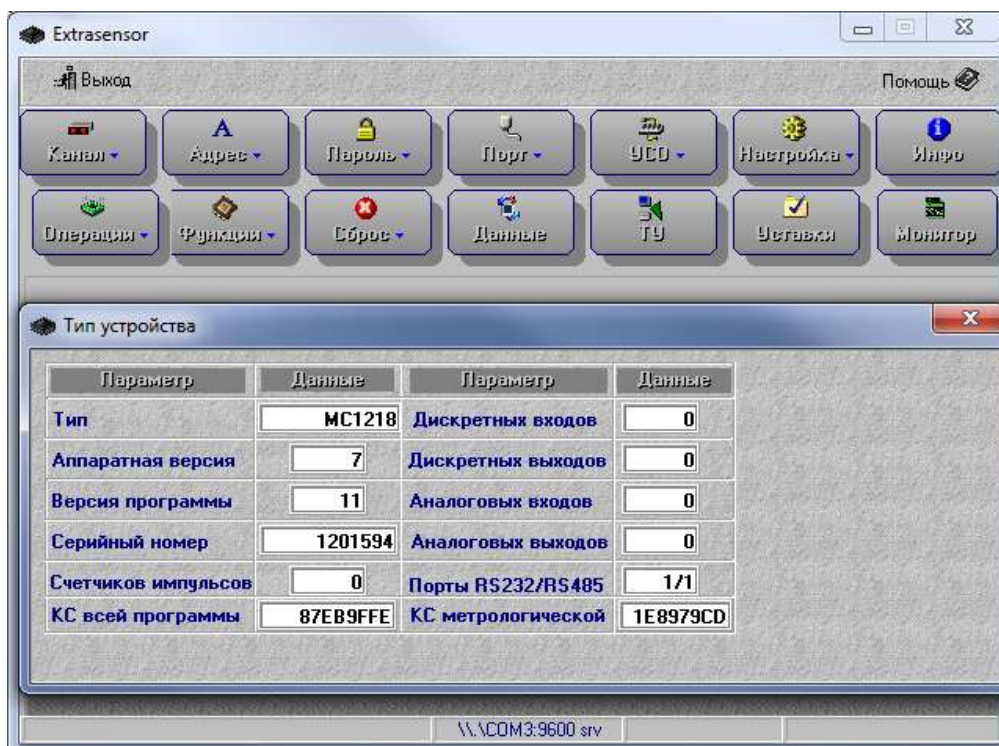 Extrasensor
Выход Помощь
Канал Адрес Пароль Порт УСD Настройка Инфо
Операции Функции Сброс Данные ТУ Уставки Монитор
Тип устройства
Параметр Данные Параметр Данные
Тип MC1218 Дискретных входов 0
Аппаратная версия 7 Дискретных выходов 0
Версия программы 11 Аналоговых входов 0
Серийный номер 1201594 Аналоговых выходов 0
Счетчиков импульсов 0 Порты RS232/RS485 1/1
КС всей программы 87EB9FFE КС метрологической 1E8979CD
\\.\COM3:9600 srv